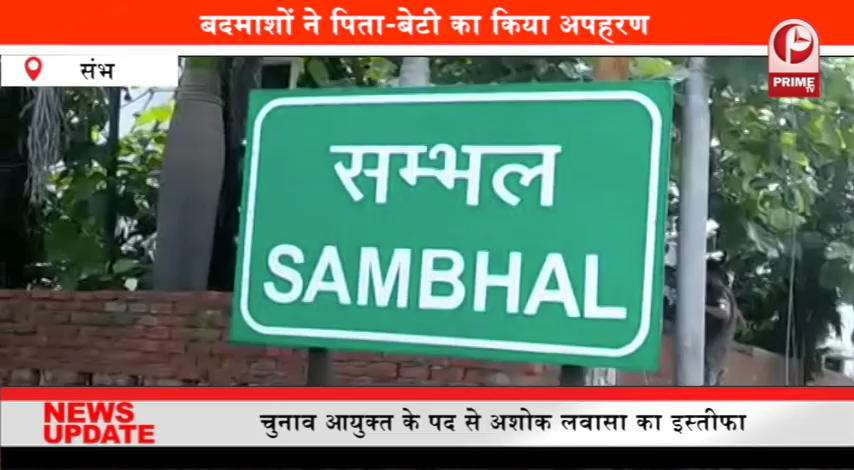 बदमाशों ने पिता-बेटी का किया अपहरण
संभ
PRIME
TV
सम्भल
SAMBHAL
NEWS
UPDATE
चुनाव आयुक्त के पद से अशोक लवासा का इस्तीफा